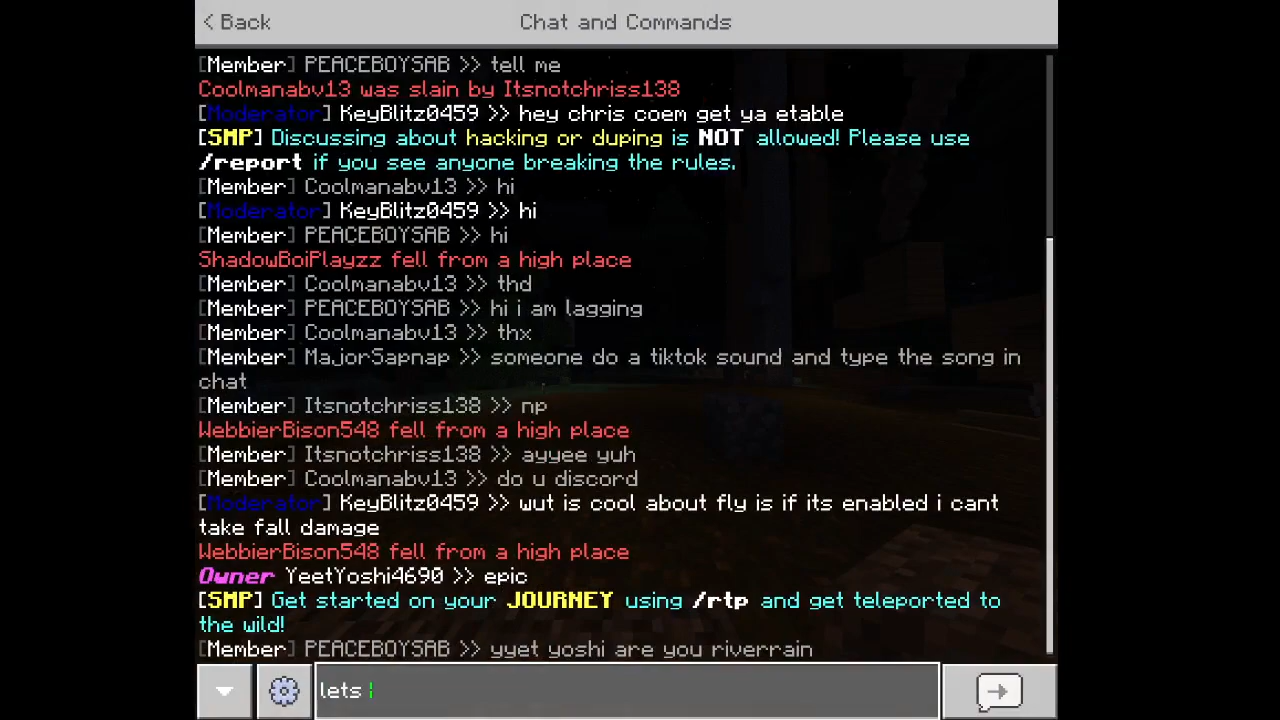 < Back
Chat and Commands
[Member] PEACEBOYSAB >> tell me
Coolmanabv13 was slain by Itsnotchriss138
[Moderator] KeyBlitz0459 >> hey chris coem get ya etable
[SMP] Discussing about hacking or duping is NOT allowed! Please use
/report if you see anyone breaking the rules.
[Member] Coolmanabv13 >> hi
[Moderator] KeyBlitz0459 >> hi
[Member] PEACEBOYSAB >> hi
ShadowBoiPlayzz fell from a high place
[Member] Coolmanabv13 >> thd
[Member] PEACEBOYSAB >> hi i am lagging
[Member] Coolmanabv13 >> thx
[Member] MajorSapnap >> someone do a tiktok sound and type the song in
chat
[Member] Itsnotchriss138 >> np
WebbierBison548 fell from a high place
[Member] Itsnotchriss138 >> ayyee yuh
[Member] Coolmanabv13 >> do u discord
[Moderator] KeyBlitz0459 >> wut is cool about fly is if its enabled i cant
take fall damage
WebbierBison548 fell from a high place
Owner YeetYoshi4690 >> epic
[SMP] Get started on your JOURNEY using /rtp and get teleported to
the wild!
[Member] PEACEBOYSAB >> yyet yoshi are you riverrain
lets